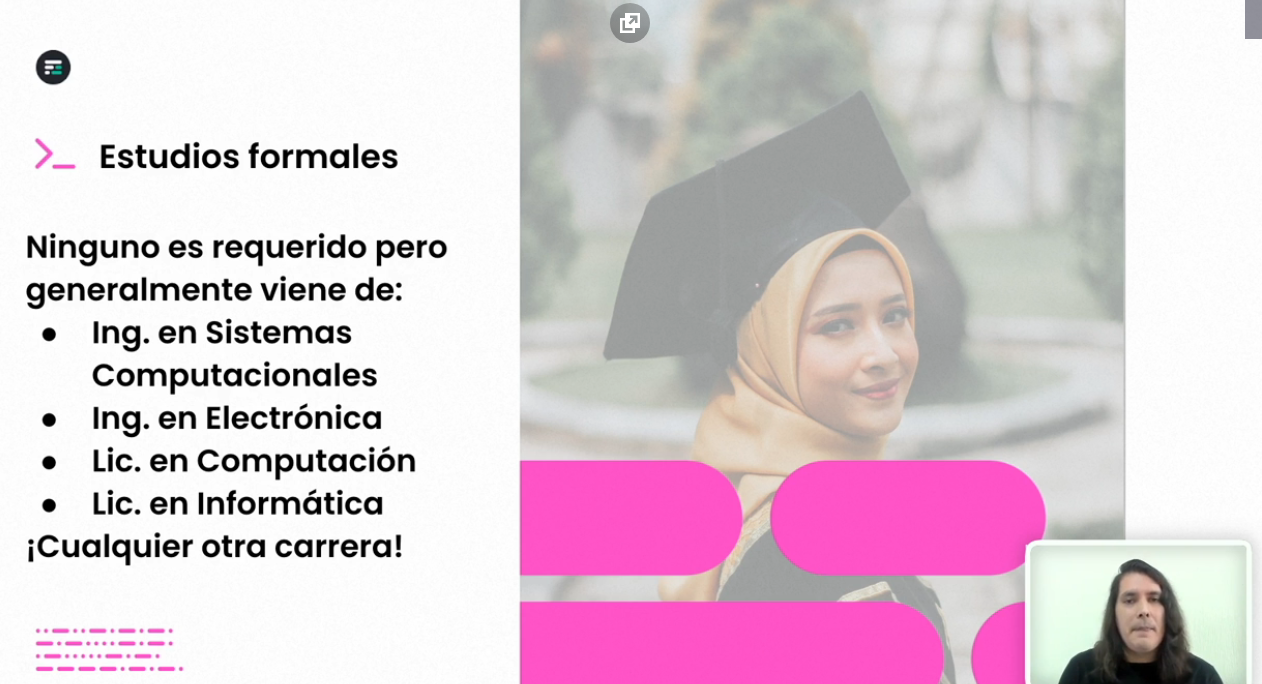 Estudios formales
Ninguno es requerido pero
generalmente viene de:
● Ing. en Sistemas
Computacionales
● Ing. en Electrónica
● Lic. en Computación
● Lic. en Informática
¡Cualquier otra carrera!